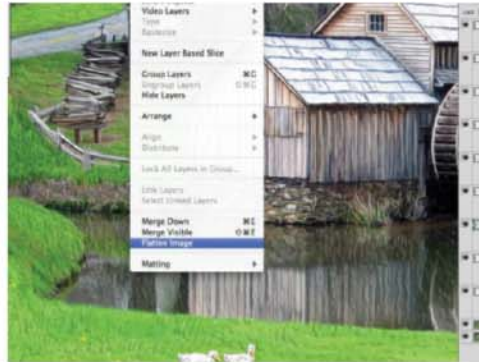 Video Layers
Type
Rasterize
New Layer Based Slice
Group Layers ⌘G
Ungroup Layers ⇧⌘G
Hide Layers
Arrange
Align
Distribute
Lock All Layers in Group...
Link Layers
Select Linked Layers
Merge Down ⌘E
Merge Visible ⇧⌘E
Flatten Image
Matting